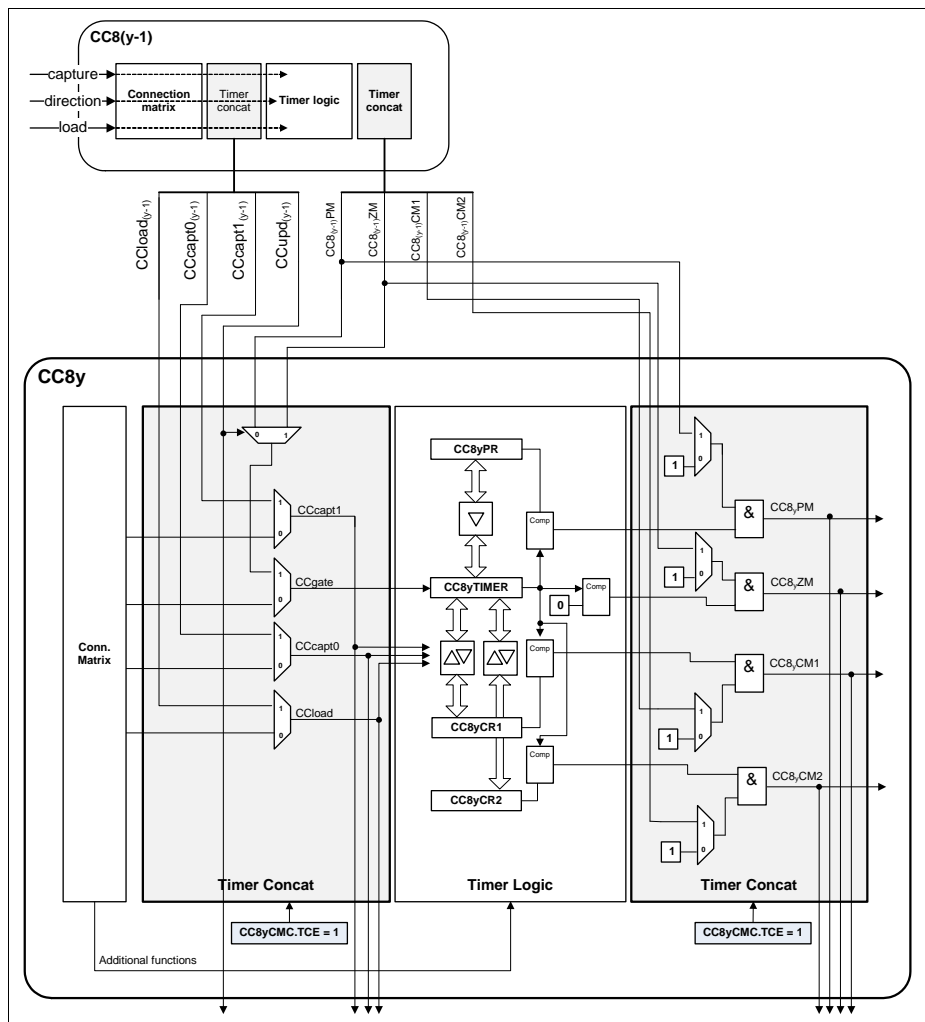 CC8(y-1)
capture
direction
load
Connection
matrix
Timer
concat
Timer logic
Timer
concat
CCload(y-1)
CCcapt0(y-1)
CCcapt1(y-1)
CCupd(y-1)
CC8(y-1)PM
CC8(y-1)ZM
CC8(y-1)CM1
CC8(y-1)CM2
CC8y
Conn.
Matrix
0 1
1
0
CCcapt1
1
0
CCgate
1
0
CCcapt0
1
0
CCload
Timer Concat
CC8yCMC.TCE = 1
CC8yPR
Comp
CC8yTIMER
Comp
0
Comp
CC8yCR1
Comp
CC8yCR2
Timer Logic
1
0
1
&
CC8yPM
1
0
1
&
CC8yZM
&
CC8yCM1
1
0
1
&
CC8yCM2
1
0
1
Timer Concat
CC8yCMC.TCE = 1
Additional functions